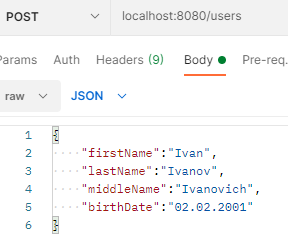 POST localhost:8080/users
Params Auth Headers (9) Body Pre-req.
raw JSON
1 {
2 "firstName":"Ivan",
3 "lastName":"Ivanov",
4 "middleName":"Ivanovich",
5 "birthDate":"02.02.2001"
6 }